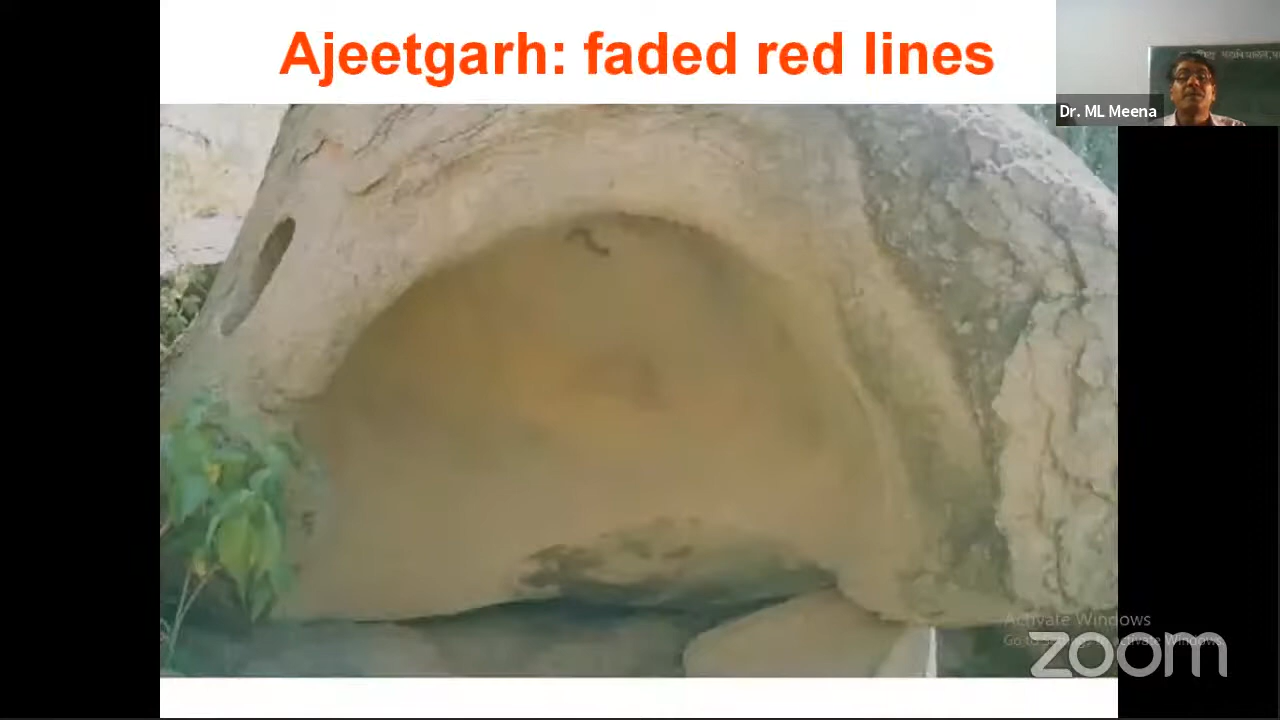 Ajeetgarh: faded red lines
Dr. ML Meena
Activate Windows
zoom